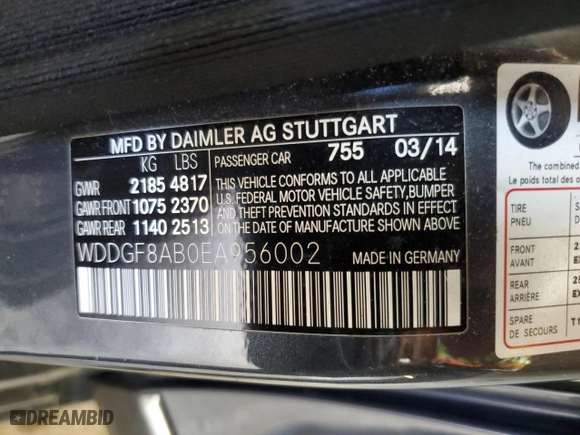 MFD BY DAIMLER AG STUTTGART
KG LBS PASSENGER CAR 755 03/14
GVWR 2185 4817
GAWR FRONT 1075 2370
GAWR REAR 1140 2513
THIS VEHICLE CONFORMS TO ALL APPLICABLE
U.S. FEDERAL MOTOR VEHICLE SAFETY, BUMPER
AND THEFT PREVENTION STANDARDS IN EFFECT
ON THE DATE OF MANUFACTURE SHOWN ABOVE
WDDGF8AB0EA956002 MADE IN GERMANY
The combined
Le poids total des
TIRE
PNEU
FRONT
AVANT
REAR
ARRIÈRE
SPARE
DE SECOURS
DREAMBID